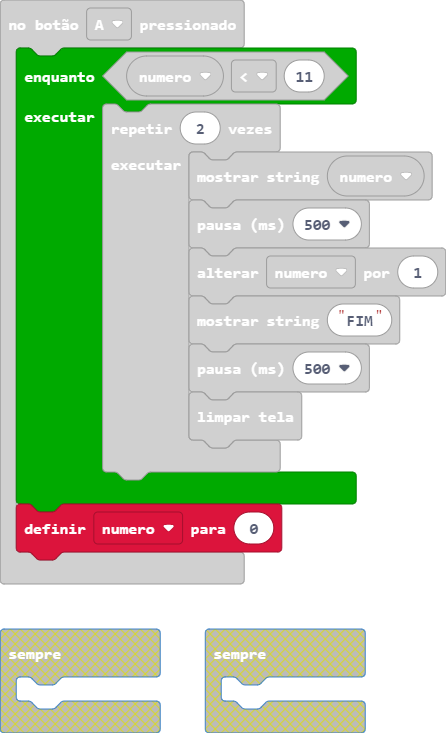 no botão A pressionado
enquanto numero < 11
executar
repetir 2 vezes
executar
mostrar string numero
pausa (ms) 500
alterar numero por 1
mostrar string "FIM"
pausa (ms) 500
limpar tela
definir numero para 0
sempre sempre